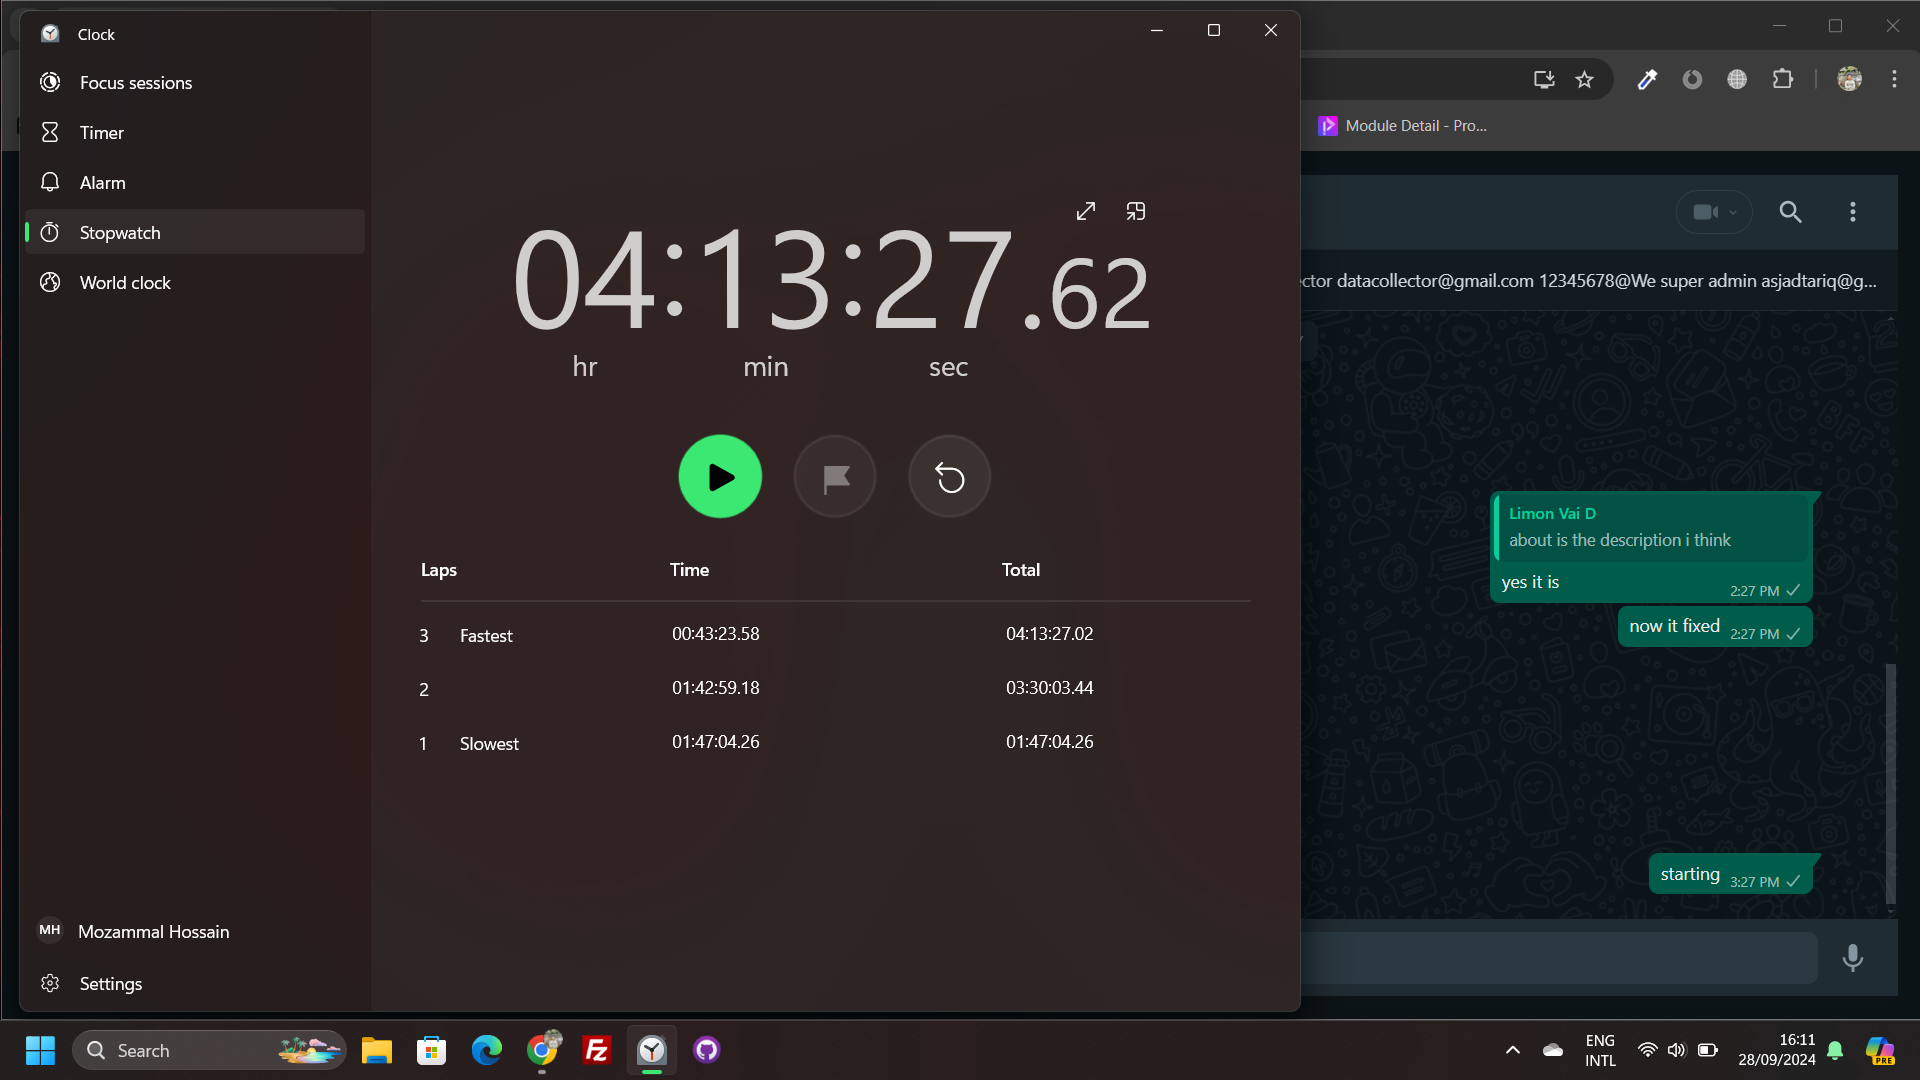 Clock
Focus sessions
Timer
Alarm
Stopwatch
World clock
04:13:27.62
hr min sec
Laps Time Total
3 Fastest 00:43:23.58 04:13:27.02
2 01:42:59.18 03:30:03.44
1 Slowest 01:47:04.26 01:47:04.26
MH Mozammal Hossain
Settings
Module Detail - Pro...
ctor datacollector@gmail.com 12345678@We super admin asjadtariq@g...
Limon Vai D
about is the description i think
yes it is
2:27 PM
now it fixed 2:27 PM
starting 3:27 PM
Search
Fz
ENG
INTL
16:11
28/09/2024
PRE